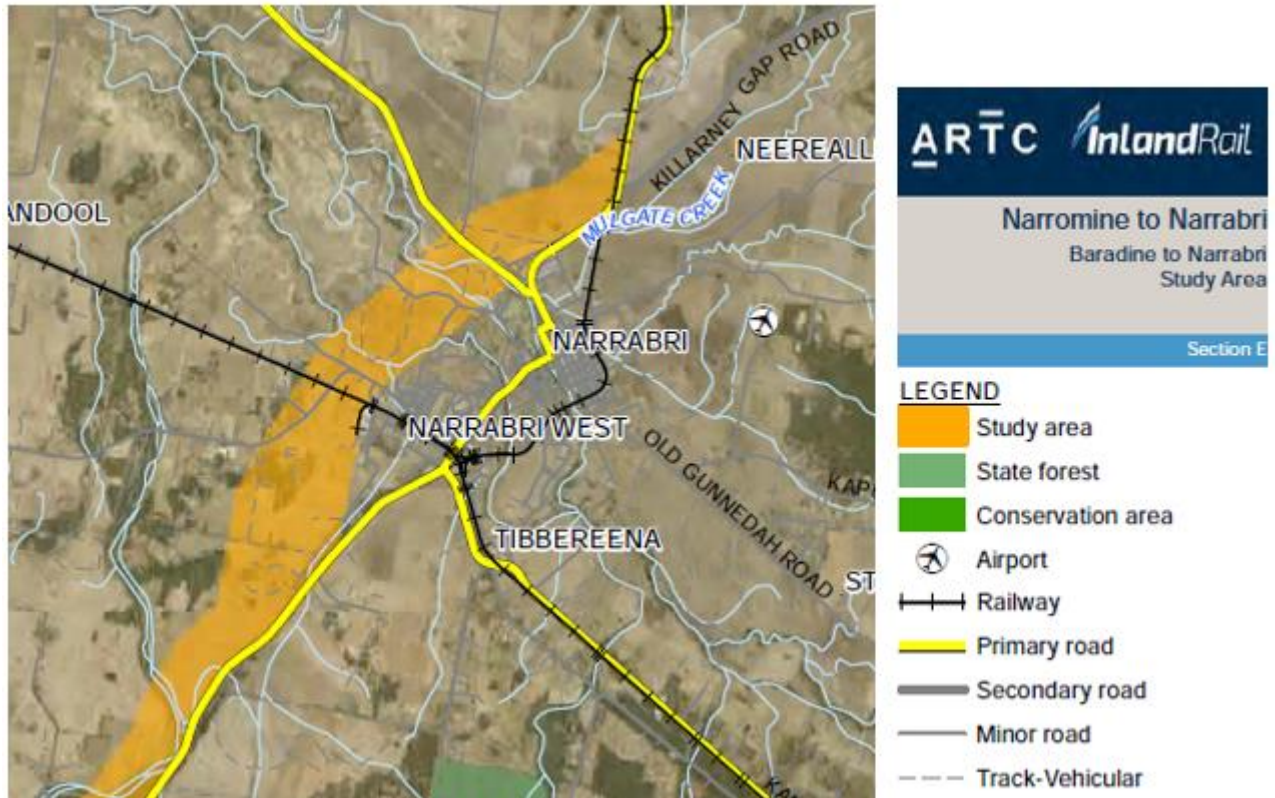 KILLARNEY GAP ROAD
NEEREALL
MULGATE CREEK
ANDOOL
NARRABRI
NARRABRI WEST
OLD GUNNEDAH ROAD
TIBBEREENA
ST
ARTC InlandRail
Narromine to Narrabri
Baradine to Narrabri
Study Area
Section E
LEGEND
Study area
State forest
Conservation area
Airport
Railway
Primary road
Secondary road
Minor road
Track-Vehicular